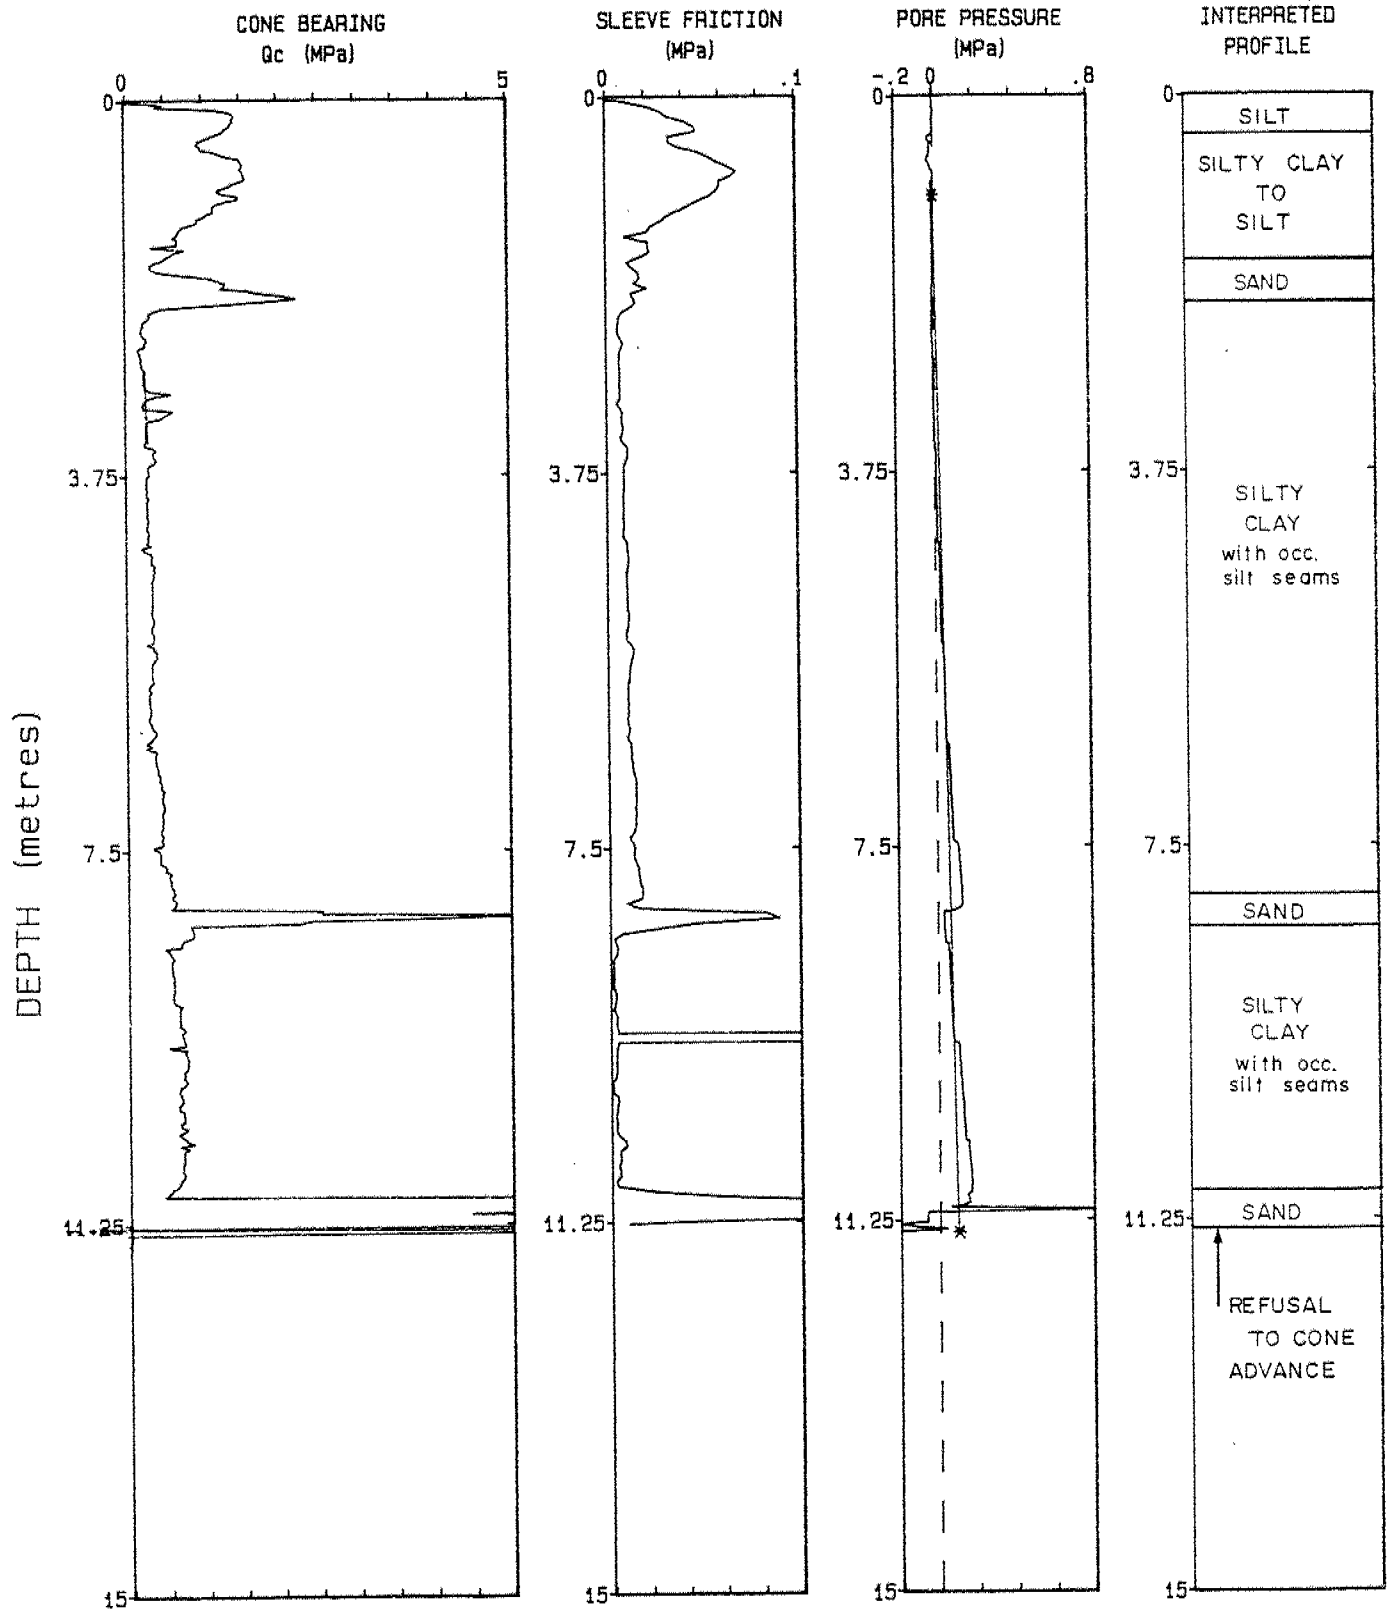 CONE BEARING
Qc (MPa)
0 5
0
3.75
7.5
11.25
15
DEPTH (metres)
SLEEVE FRICTION
(MPa)
0 .1
0
3.75
7.5
11.25
15
PORE PRESSURE
(MPa)
-.2 0 .8
0
3.75
7.5
11.25
15
INTERPRETED
PROFILE
0
3.75
7.5
11.25
15
SILT
SILTY CLAY
TO
SILT
SAND
SILTY
CLAY
with occ.
silt seams
SAND
SILTY
CLAY
with occ.
silt seams
SAND
REFUSAL
TO CONE
ADVANCE